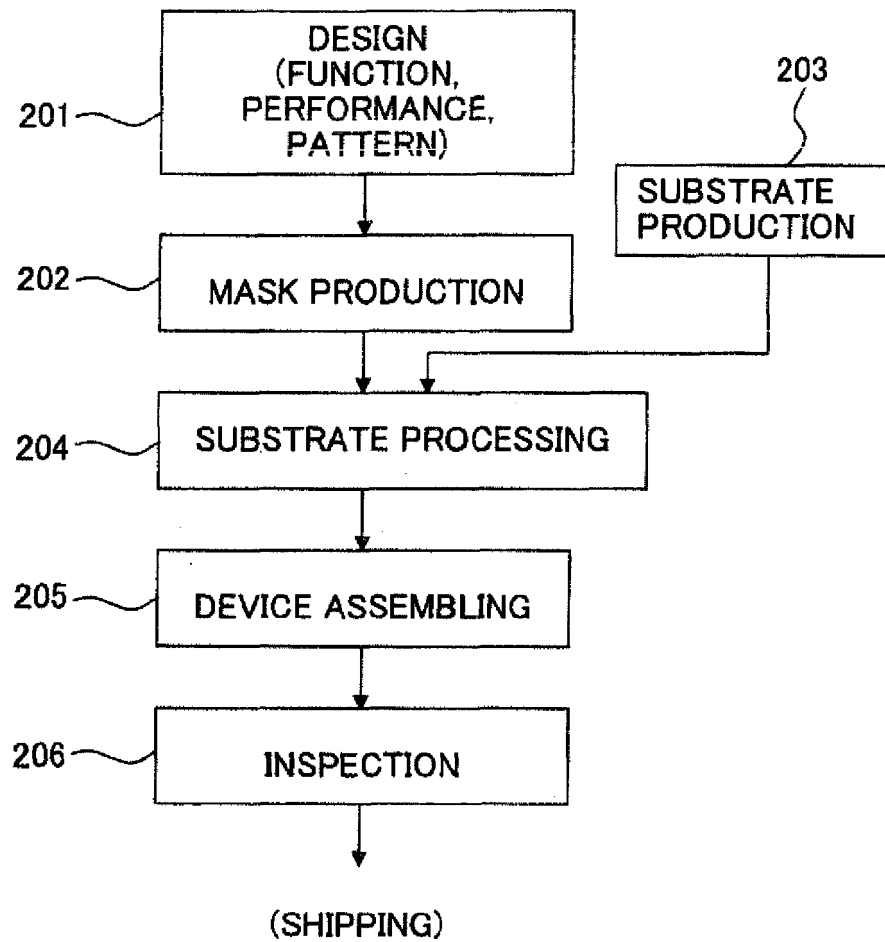 DESIGN
(FUNCTION,
PERFORMANCE,
PATTERN)
201
203
SUBSTRATE
PRODUCTION
202
MASK PRODUCTION
204
SUBSTRATE PROCESSING
205
DEVICE ASSEMBLING
206
INSPECTION
(SHIPPING)